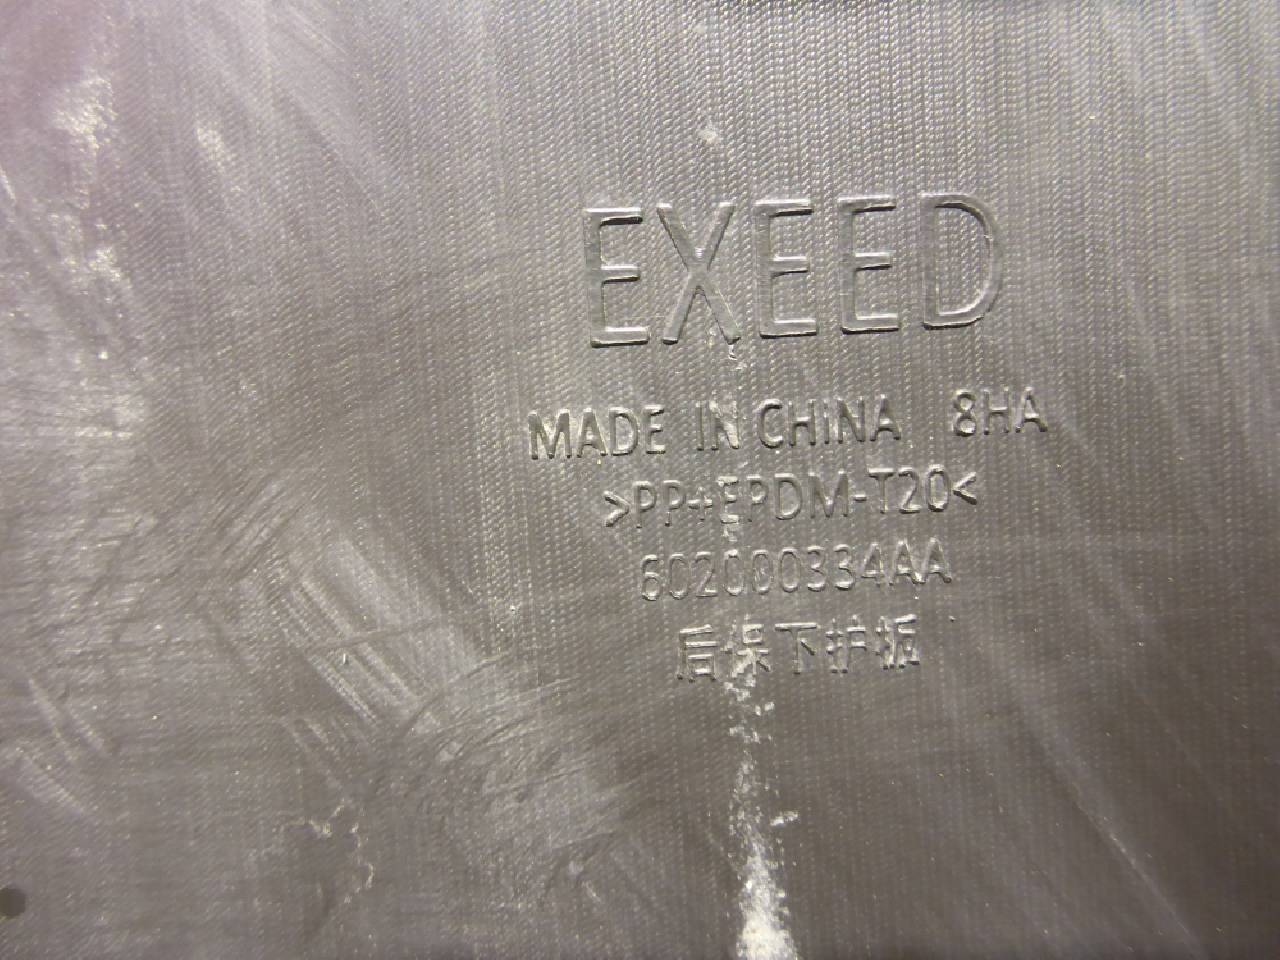 EXEED
MADE IN CHINA 8HA
>PP+EPDM-T20<
602000334AA
后保下护板